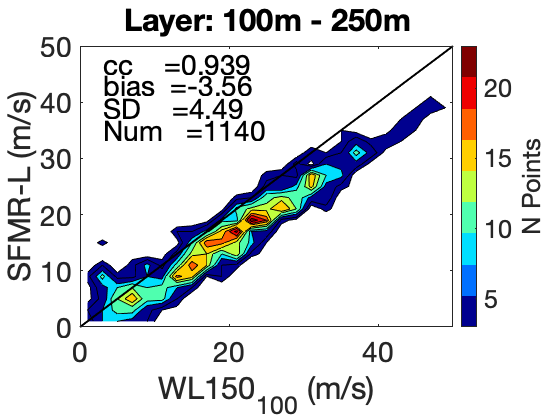 Layer: 100m - 250m
cc =0.939
bias =-3.56
SD =4.49
Num =1140
50
40
30
20
10
0
0 20 40
SFMR-L (m/s)
WL150100 (m/s)
20
15
10
5
N Points